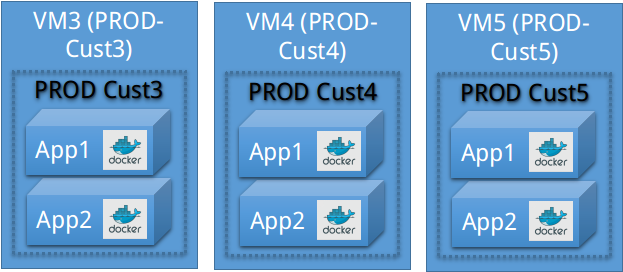 VM3 (PROD-
Cust3)
PROD Cust3
App1
docker
App2
docker
VM4 (PROD-
Cust4)
PROD Cust4
App1
docker
App2
docker
VM5 (PROD-
Cust5)
PROD Cust5
App1
docker
App2
docker